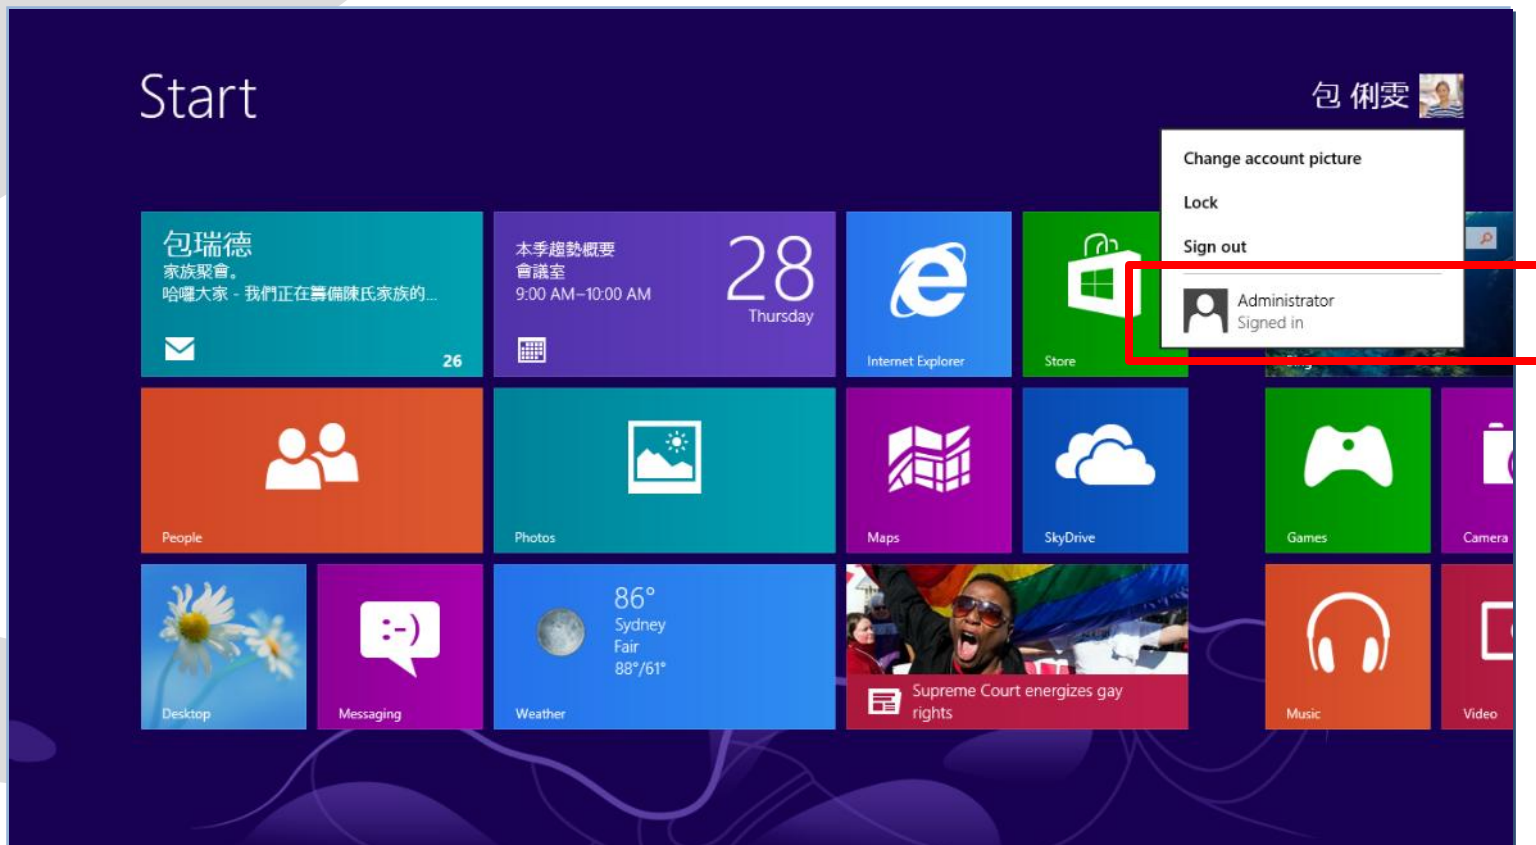 Start
包 俐雯
Change account picture
Lock
Sign out
Administrator
Signed in
包瑞德
家族聚會。
哈囉大家 - 我們正在籌備陳氏家族的...
26
本季趨勢概要
會議室
9:00 AM–10:00 AM
28
Thursday
Internet Explorer
Store
People
Photos
Maps
SkyDrive
Games
Camera
Desktop
:-)
Messaging
86°
Sydney
Fair
88°/61°
Weather
Supreme Court energizes gay
rights
Music
Video